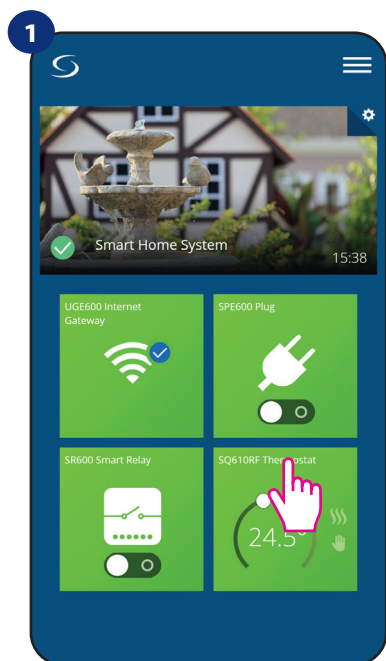 1
Smart Home System
15:38
UGE600 Internet
Gateway
SPE600 Plug
SR600 Smart Relay
SQ610RF Thermostat
24.5°